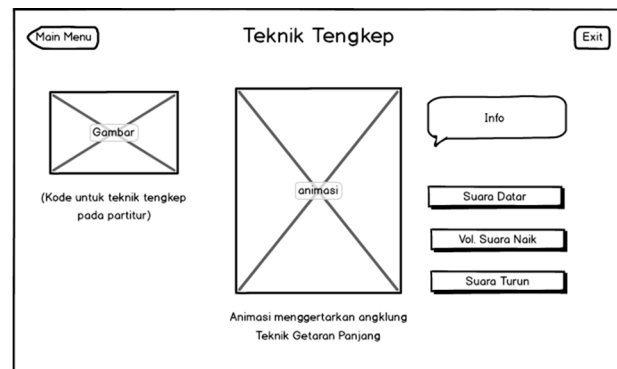 Main Menu
Teknik Tengkep
Exit
Gambar
(Kode untuk teknik tengkep
pada partitur)
animasi
Animasi menggertarkan angklung
Teknik Getaran Panjang
Info
Suara Datar
Vol. Suara Naik
Suara Turun